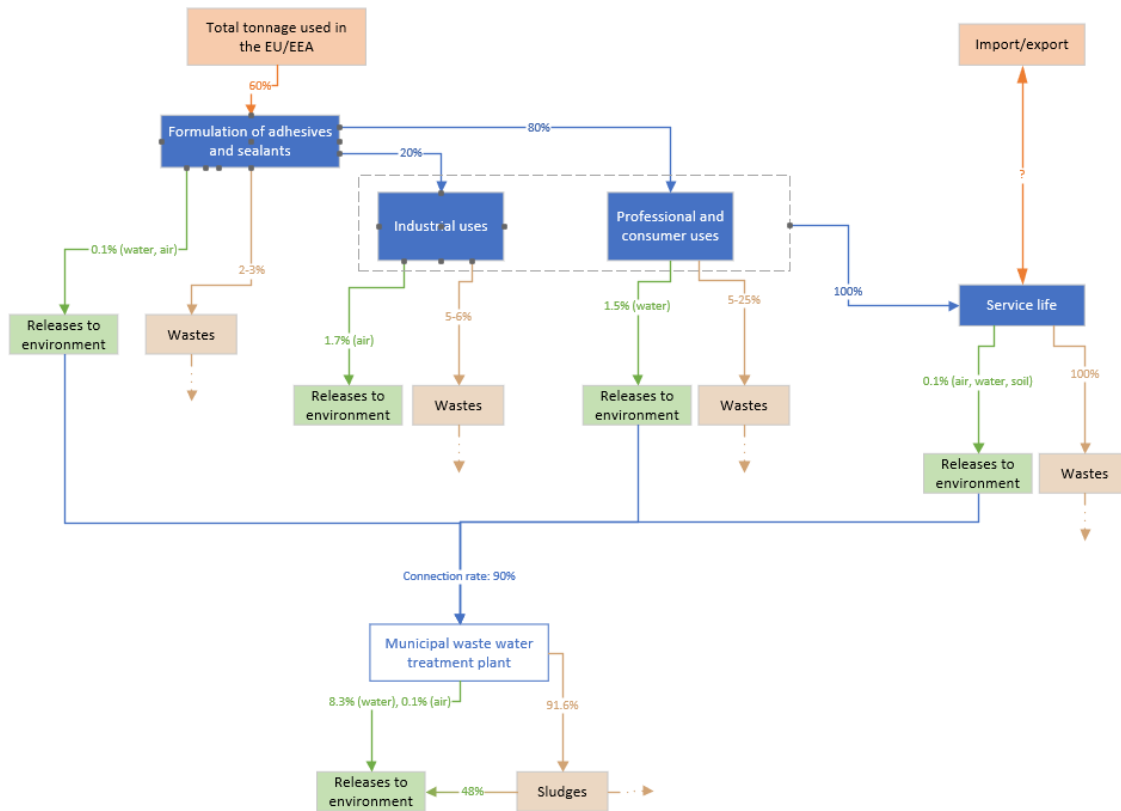 Total tonnage used in
the EU/EEA
Import/export
60%
Formulation of adhesives
and sealants
80%
20%
?
Industrial uses
Professional and
consumer uses
0.1% (water, air)
2-3%
100%
Service life
1.5% (water)
5-25%
5-6%
1.7% (air)
Releases to
environment
Wastes
0.1% (air, water, soil)
100%
Releases to
environment
Wastes
Releases to
environment
Wastes
Releases to
environment
Wastes
Connection rate: 90%
Municipal waste water
treatment plant
8.3% (water), 0.1% (air)
91.6%
Releases to
environment
48%
Sludges